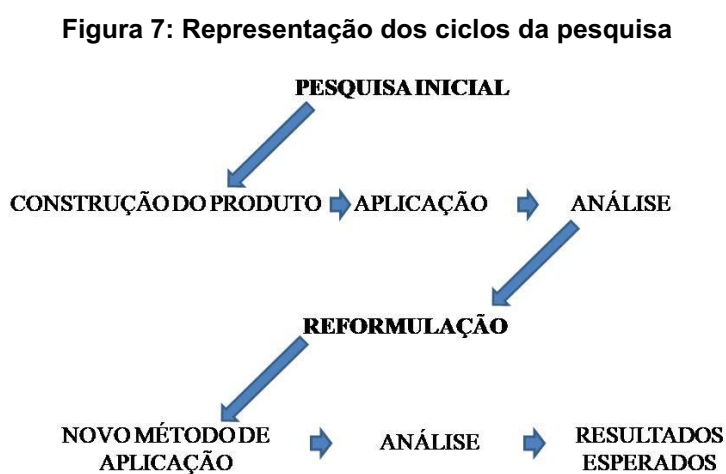 Figura 7: Representação dos ciclos da pesquisa
PESQUISA INICIAL
CONSTRUÇÃO DO PRODUTO APLICAÇÃO ANÁLISE
REFORMULAÇÃO
NOVO MÉTODO DE
APLICAÇÃO
ANÁLISE
RESULTADOS
ESPERADOS